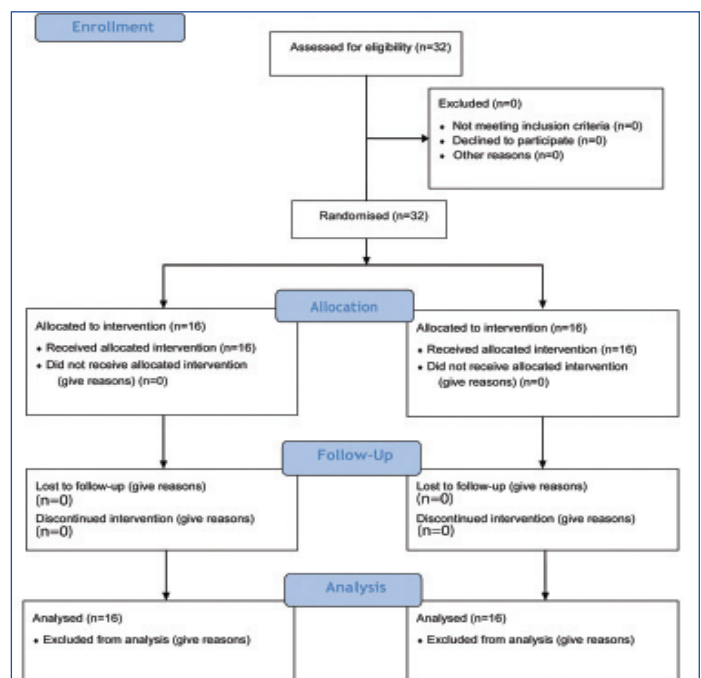 Enrollment
Assessed for eligibility (n=32)
Excluded (n=0)
• Not meeting inclusion criteria (n=0)
• Declined to participate (n=0)
• Other reasons (n=0)
Randomised (n=32)
Allocation
Allocated to intervention (n=16)
• Received allocated intervention (n=16)
• Did not receive allocated intervention
(give reasons) (n=0)
Allocated to intervention (n=16)
• Received allocated intervention (n=16)
• Did not receive allocated intervention
(give reasons) (n=0)
Follow-Up
Lost to follow-up (give reasons)
(n=0)
Discontinued intervention (give reasons)
(n=0)
Lost to follow-up (give reasons)
(n=0)
Discontinued intervention (give reasons)
(n=0)
Analysis
Analysed (n=16)
• Excluded from analysis (give reasons)
Analysed (n=16)
• Excluded from analysis (give reasons)